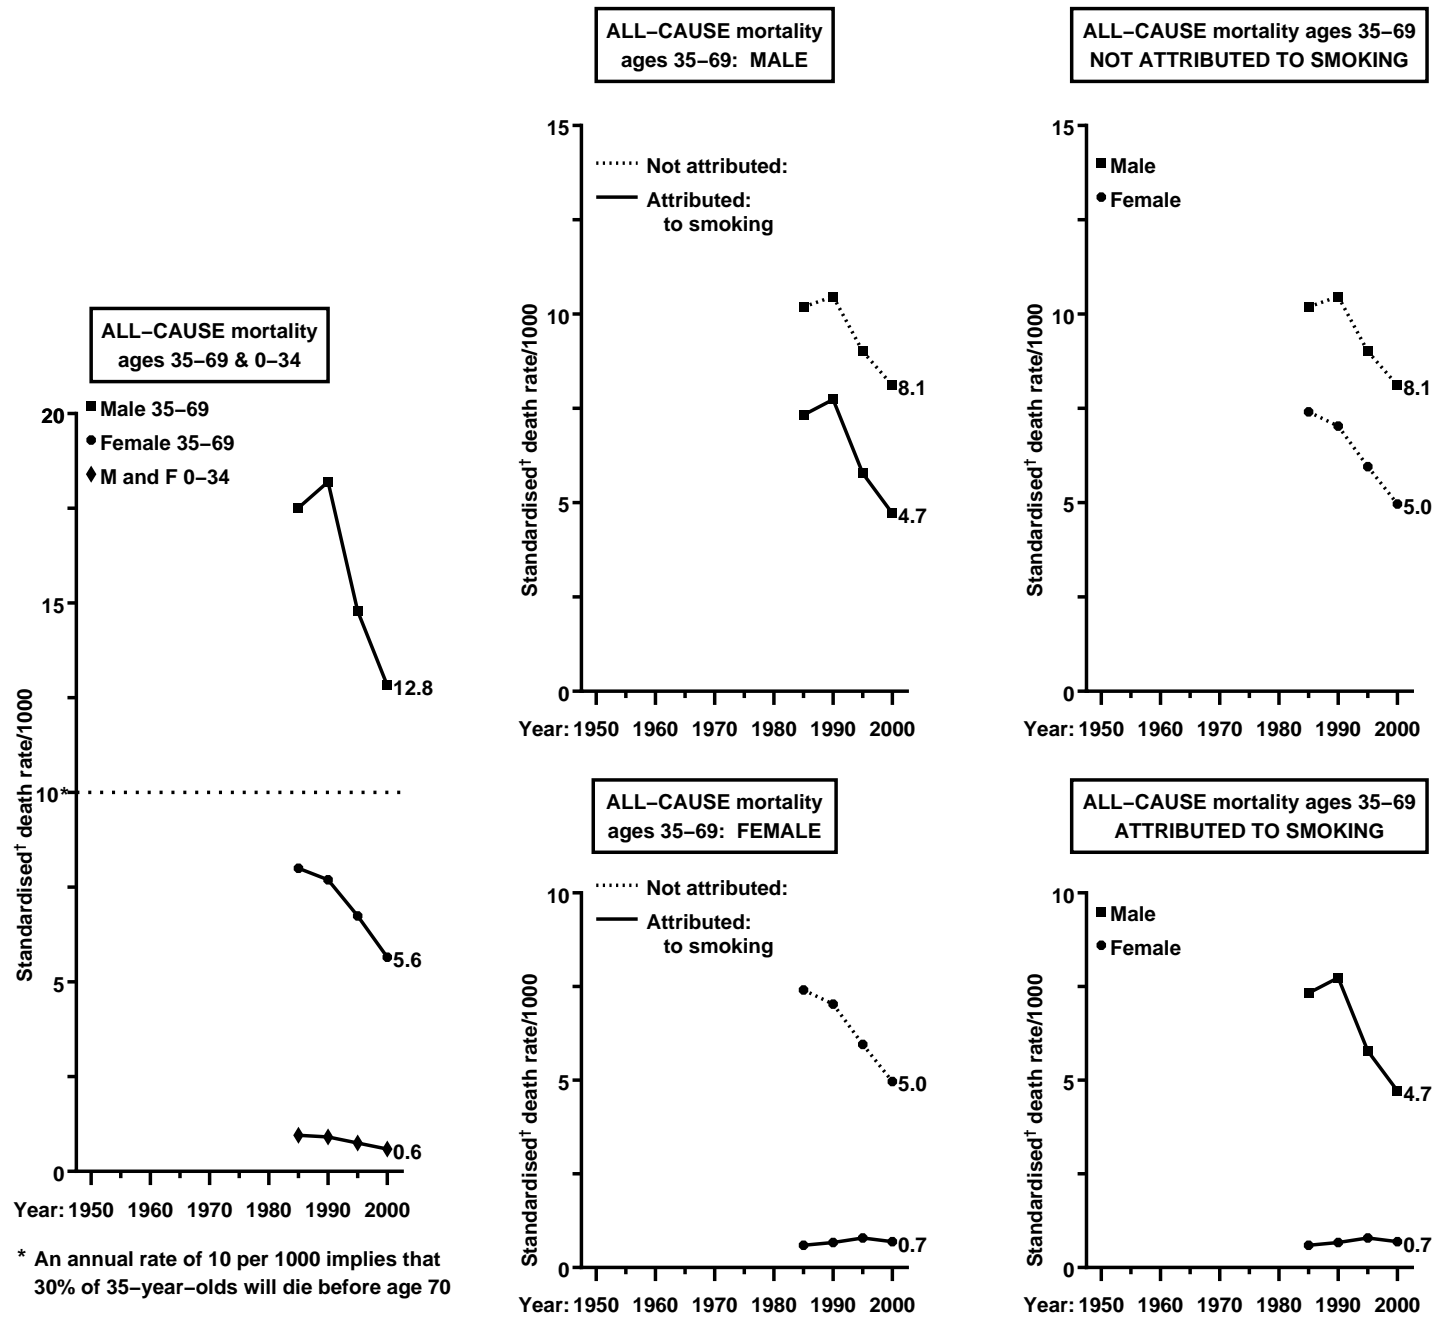 ALL–CAUSE mortality
ages 35–69 & 0–34
Male 35–69
Female 35–69
M and F 0–34
Standardised† death rate/1000
20
15
10*
5
0
12.8
5.6
0.6
Year: 1950 1960 1970 1980 1990 2000
* An annual rate of 10 per 1000 implies that
30% of 35–year–olds will die before age 70
ALL–CAUSE mortality
ages 35–69: MALE
Not attributed:
Attributed:
to smoking
Standardised† death rate/1000
15
10
5
0
8.1
4.7
Year: 1950 1960 1970 1980 1990 2000
ALL–CAUSE mortality ages 35–69
NOT ATTRIBUTED TO SMOKING
Male
Female
Standardised† death rate/1000
15
10
5
0
8.1
5.0
Year: 1950 1960 1970 1980 1990 2000
ALL–CAUSE mortality
ages 35–69: FEMALE
Not attributed:
Attributed:
to smoking
Standardised† death rate/1000
10
5
0
5.0
0.7
Year: 1950 1960 1970 1980 1990 2000
ALL–CAUSE mortality ages 35–69
ATTRIBUTED TO SMOKING
Male
Female
Standardised† death rate/1000
10
5
0
4.7
0.7
Year: 1950 1960 1970 1980 1990 2000